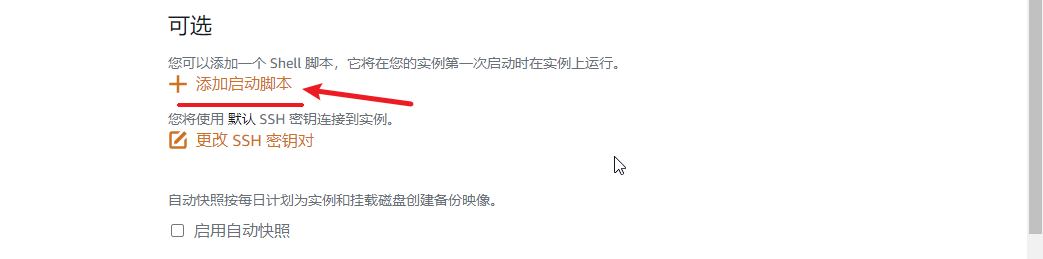 可选
您可以添加一个 Shell 脚本，它将在您的实例第一次启动时在实例上运行。
添加启动脚本
您将使用 默认 SSH 密钥连接到实例。
更改 SSH 密钥对
自动快照按每日计划为实例和挂载磁盘创建备份映像。
启用自动快照